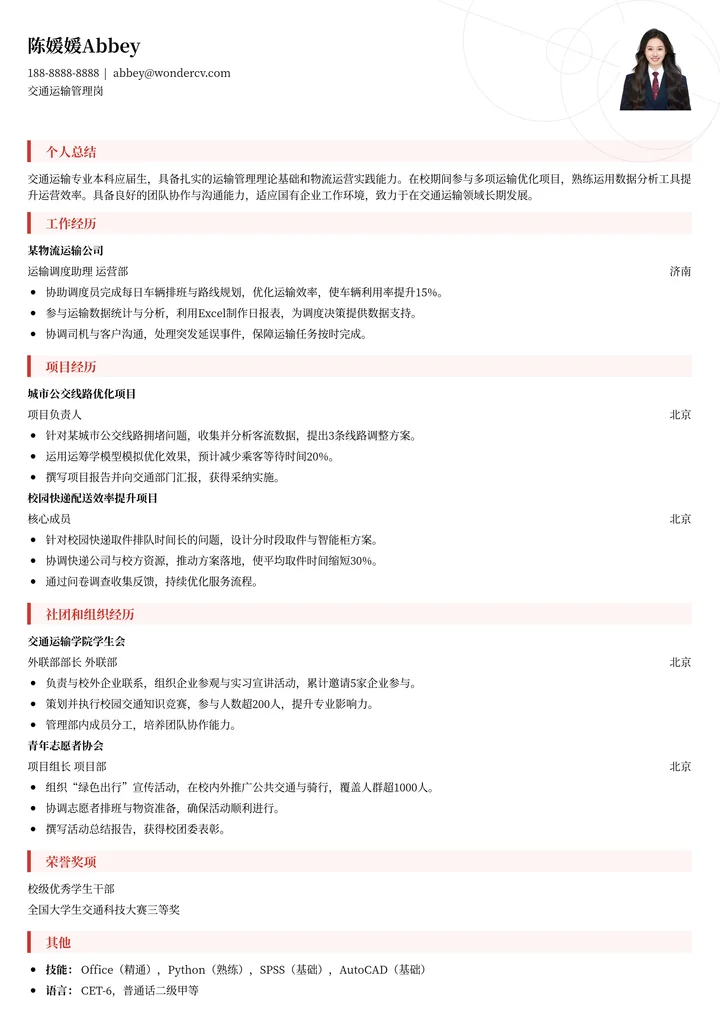 陈媛媛Abbey
188-8888-8888 | abbey@wondercv.com
交通运输管理岗
个人总结
交通运输专业本科应届生，具备扎实的运输管理理论基础和物流运营实践能力。在校期间参与多项运输优化项目，熟练运用数据分析工具提
升运营效率。具备良好的团队协作与沟通能力，适应国有企业工作环境，致力于在交通运输领域长期发展。
工作经历
某物流运输公司
运输调度助理 运营部 济南
• 协助调度员完成每日车辆排班与路线规划，优化运输效率，使车辆利用率提升15%。
• 参与运输数据统计与分析，利用Excel制作日报表，为调度决策提供数据支持。
• 协调司机与客户沟通，处理突发延误事件，保障运输任务按时完成。
项目经历
城市公交线路优化项目
项目负责人 北京
• 针对某城市公交线路拥堵问题，收集并分析客流数据，提出3条线路调整方案。
• 运用运筹学模型模拟优化效果，预计减少乘客等待时间20%。
• 撰写项目报告并向交通部门汇报，获得采纳实施。
校园快递配送效率提升项目
核心成员 北京
• 针对校园快递取件排队时间长的问题，设计分时段取件与智能柜方案。
• 协调快递公司与校方资源，推动方案落地，使平均取件时间缩短30%。
• 通过问卷调查收集反馈，持续优化服务流程。
社团和组织经历
交通运输学院学生会
外联部部长 外联部 北京
• 负责与校外企业联系，组织企业参观与实习宣讲活动，累计邀请5家企业参与。
• 策划并执行校园交通知识竞赛，参与人数超200人，提升专业影响力。
• 管理部内成员分工，培养团队协作能力。
青年志愿者协会
项目组长 项目部 北京
• 组织“绿色出行”宣传活动，在校内外推广公共交通与骑行，覆盖人群超1000人。
• 协调志愿者排班与物资准备，确保活动顺利进行。
• 撰写活动总结报告，获得校团委表彰。
荣誉奖项
校级优秀学生干部
全国大学生交通科技大赛三等奖
其他
• 技能： Office（精通），Python（熟练），SPSS（基础），AutoCAD（基础）
• 语言： CET-6，普通话二级甲等